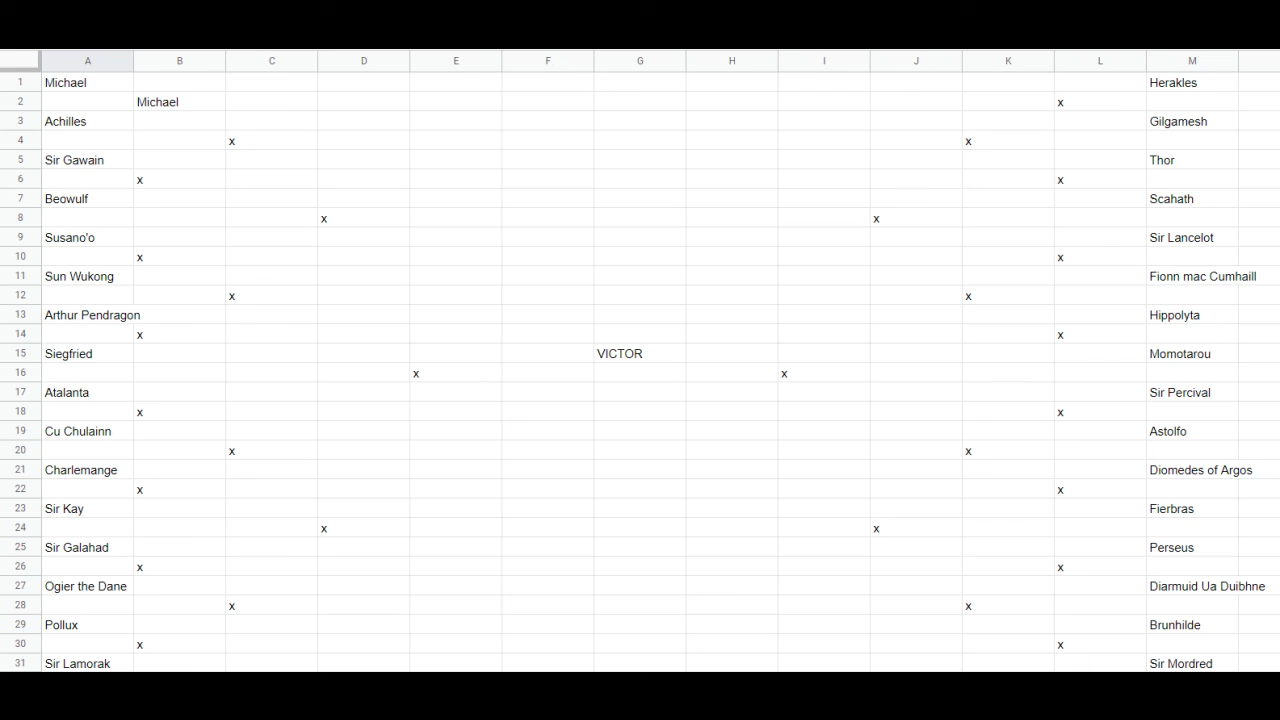 A B C D E F G H I J K L M
1 Michael Herakles
2 Michael x
3 Achilles Gilgamesh
4 x x
5 Sir Gawain Thor
6 x x
7 Beowulf Scahath
8 x x
9 Susano'o Sir Lancelot
10 x x
11 Sun Wukong Fionn mac Cumhaill
12 x x
13 Arthur Pendragon Hippolyta
14 x x
15 Siegfried VICTOR Momotarou
16 x x
17 Atalanta Sir Percival
18 x x
19 Cu Chulainn Astolfo
20 x x
21 Charlemange Diomedes of Argos
22 x x
23 Sir Kay Fierbras
24 x x
25 Sir Galahad Perseus
26 x x
27 Ogier the Dane Diarmuid Ua Duibhne
28 x x
29 Pollux Brunhilde
30 x x
31 Sir Lamorak Sir Mordred